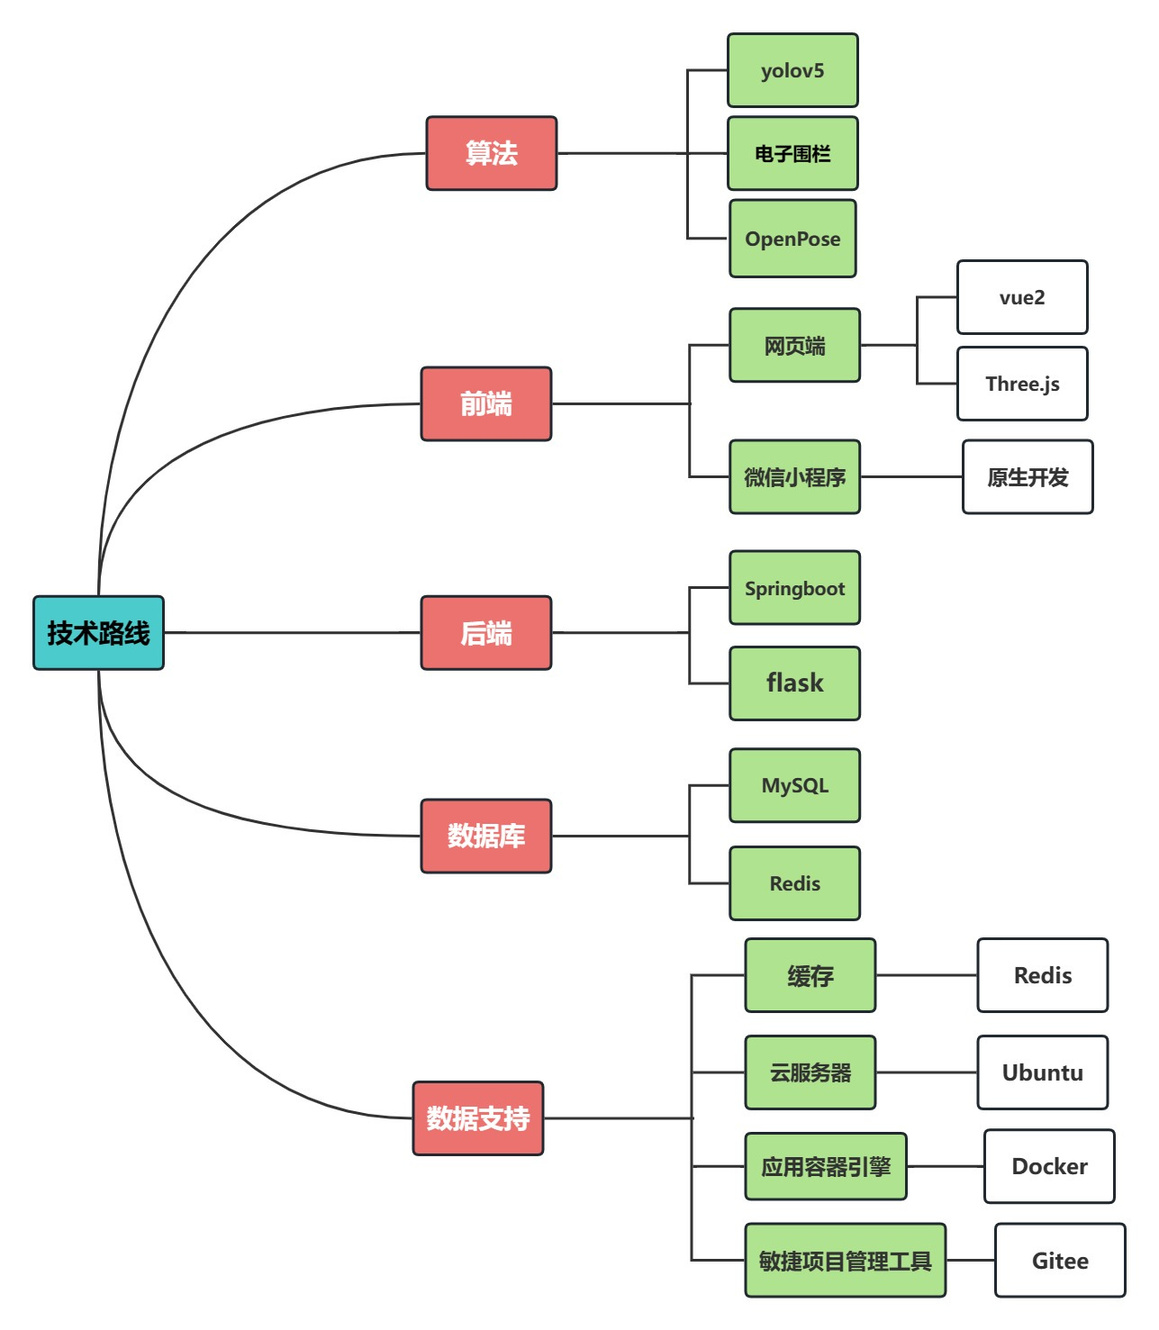 技术路线
算法
yolov5
电子围栏
OpenPose
前端
网页端
vue2
Three.js
微信小程序
原生开发
后端
Springboot
flask
数据库
MySQL
Redis
数据支持
缓存
Redis
云服务器
Ubuntu
应用容器引擎
Docker
敏捷项目管理工具
Gitee